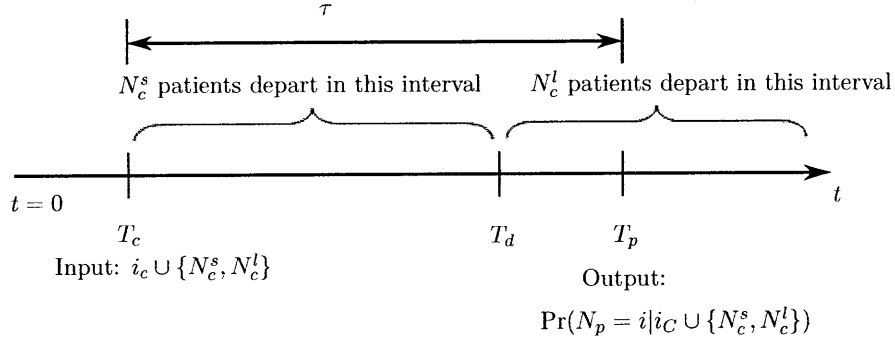 τ
N_c^s patients depart in this interval
N_c^l patients depart in this interval
t = 0
t
T_c
T_d
T_p
Input: i_c ∪ {N_c^s, N_c^l}
Output:
Pr(N_p = i|i_C ∪ {N_c^s, N_c^l})